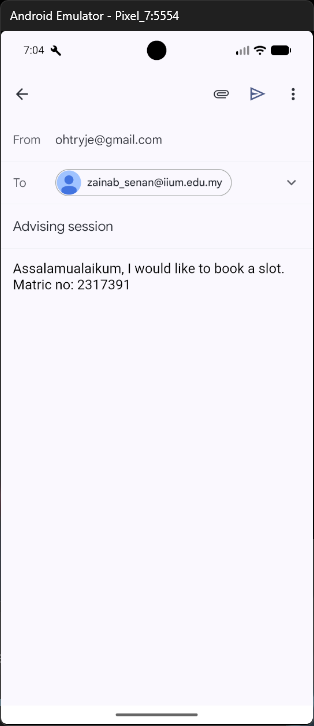 Android Emulator - Pixel_7:5554
7:04
From ohtryje@gmail.com
To zainab_senan@iium.edu.my
Advising session
Assalamualaikum, I would like to book a slot.
Matric no: 2317391